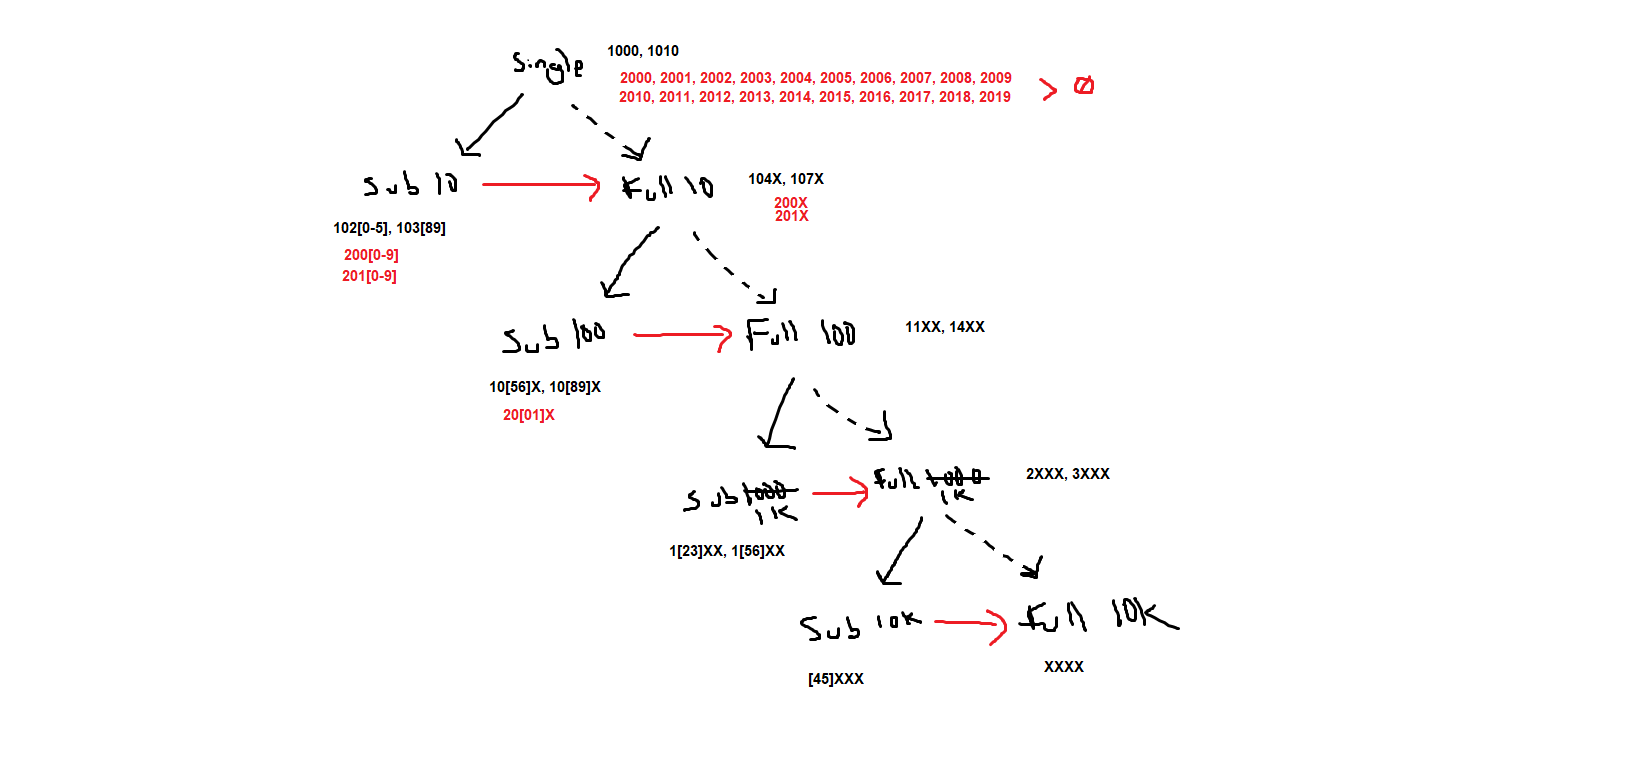 1000, 1010
Single
2000, 2001, 2002, 2003, 2004, 2005, 2006, 2007, 2008, 2009
2010, 2011, 2012, 2013, 2014, 2015, 2016, 2017, 2018, 2019
> Ø
Sub 10
Full 10
104X, 107X
200X
201X
102[0-5], 103[89]
200[0-9]
201[0-9]
Sub 100
Full 100
11XX, 14XX
10[56]X, 10[89]X
20[01]X
Sub 1000
1K
Full 1000
1K
2XXX, 3XXX
1[23]XX, 1[56]XX
Sub 10K
Full 10K
[45]XXX
XXXX